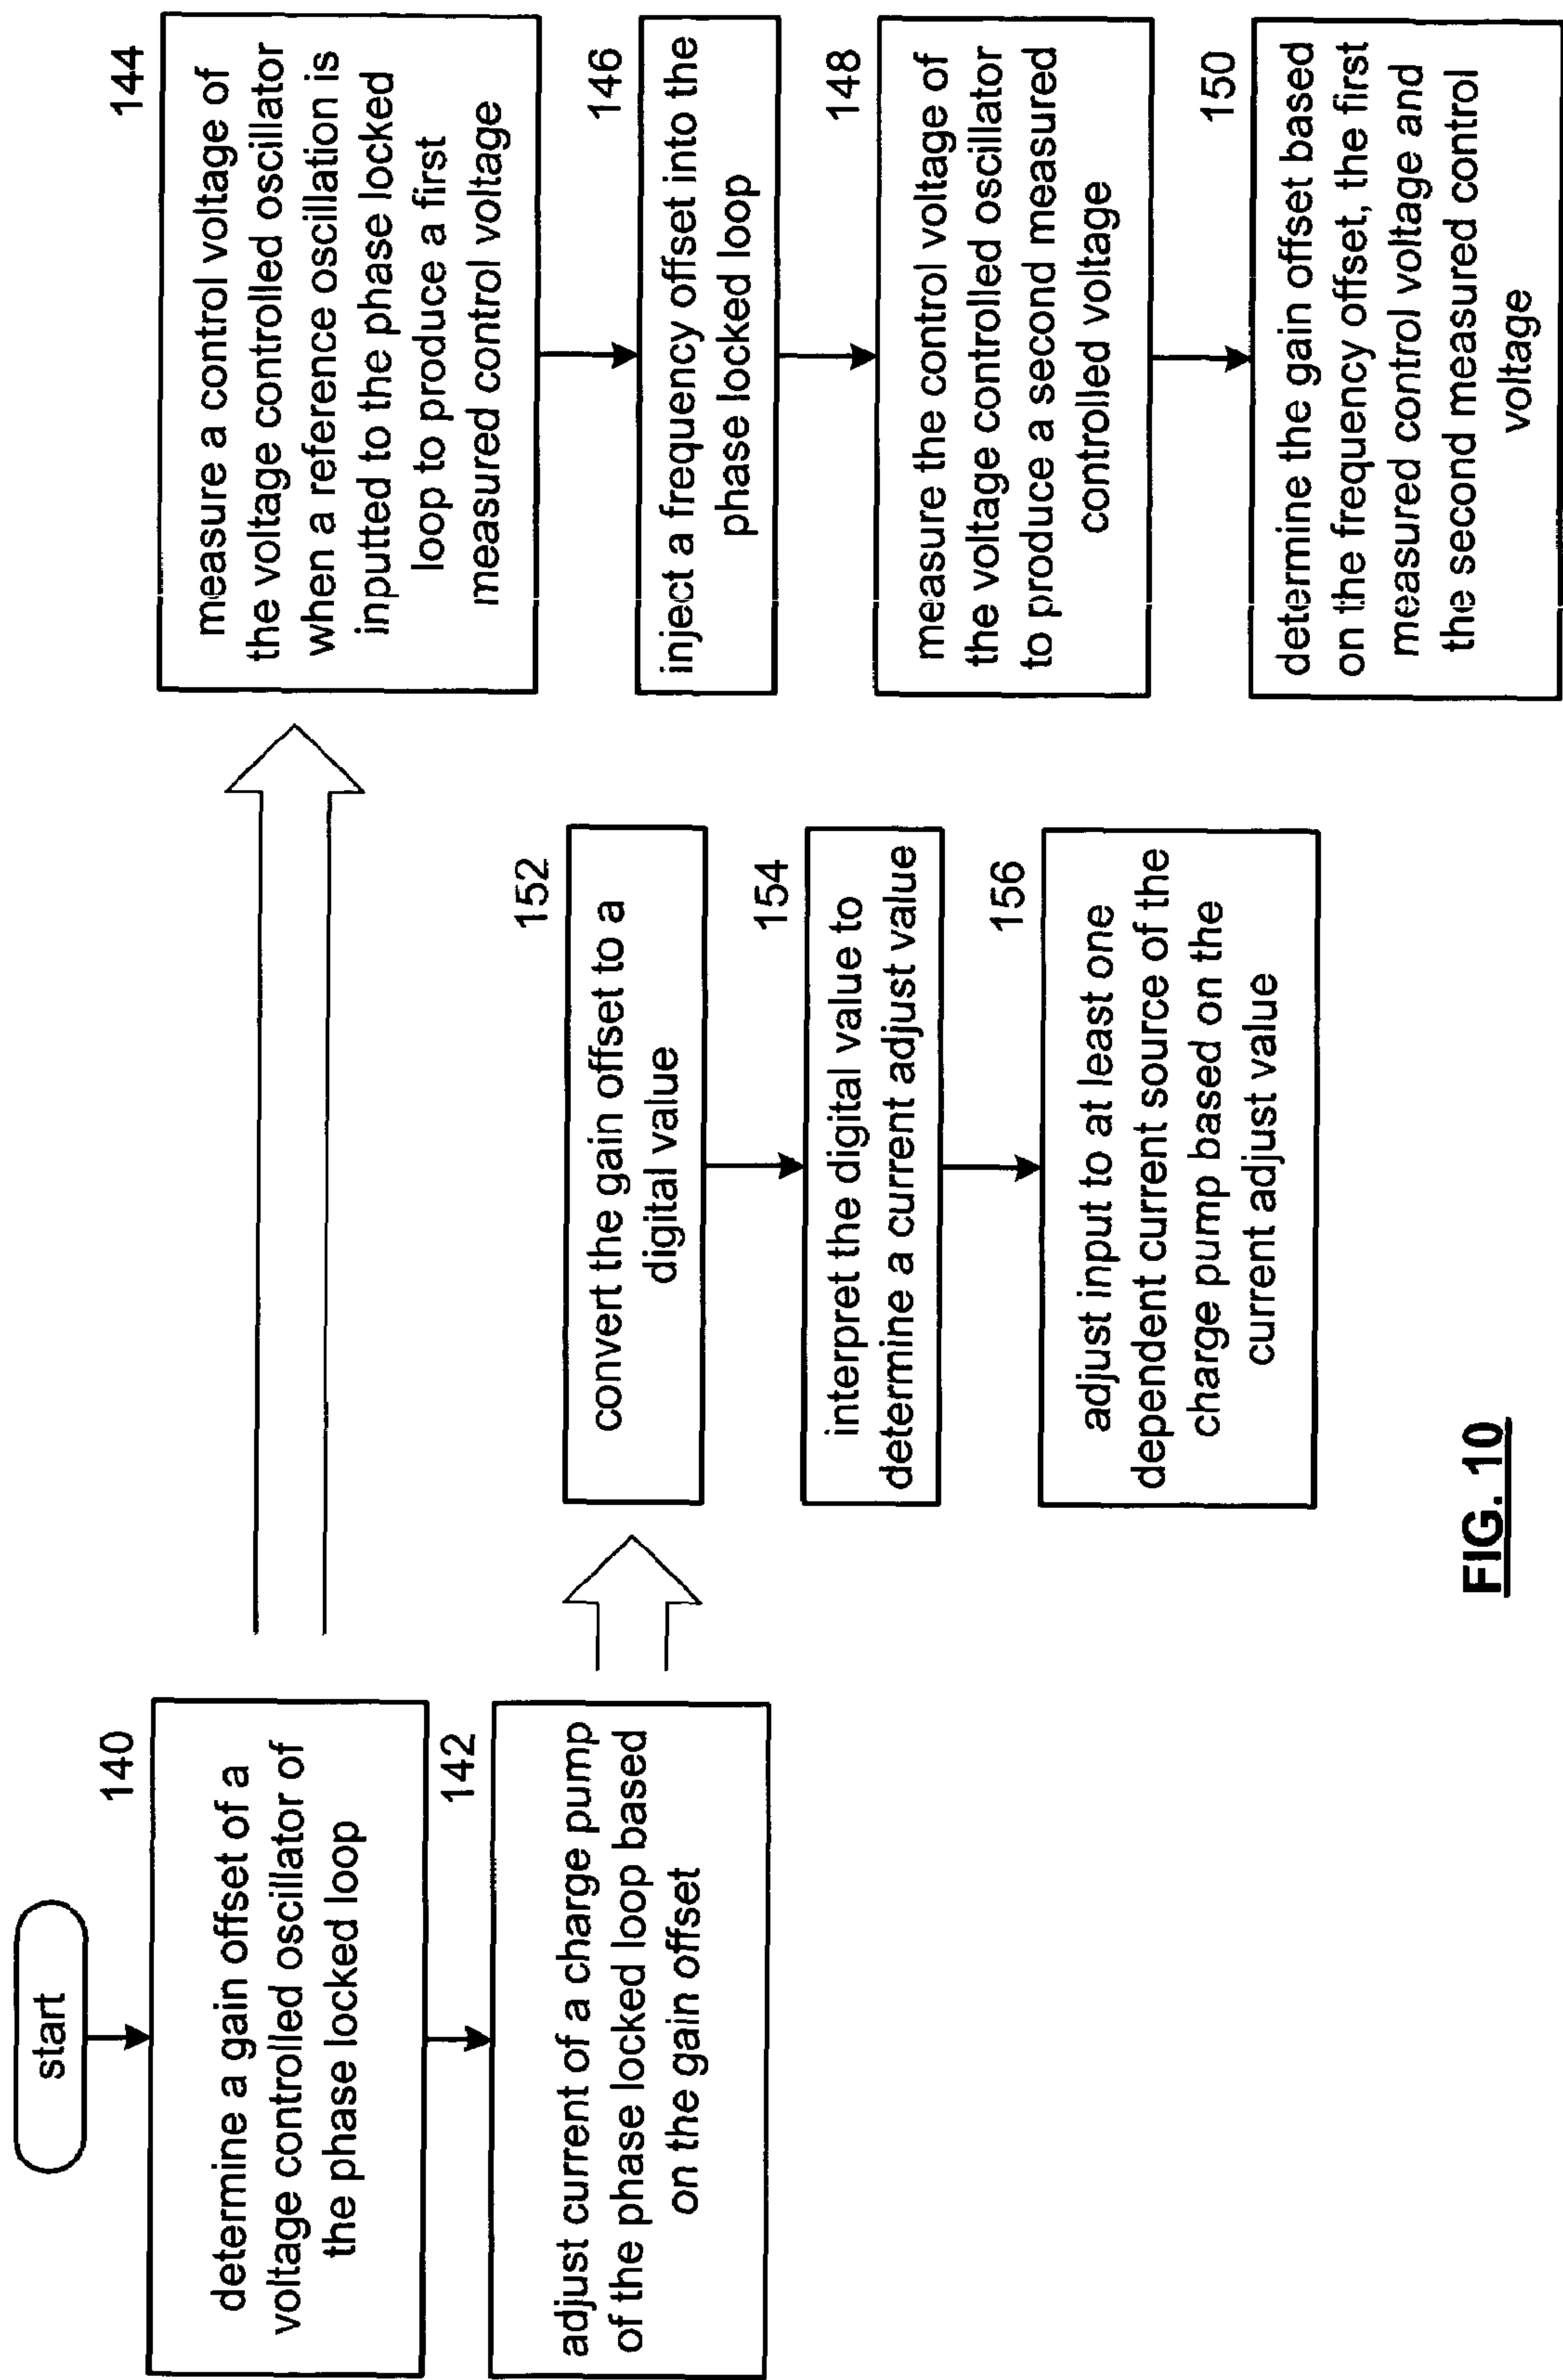 start
140
determine a gain offset of a
voltage controlled oscillator of
the phase locked loop
142
adjust current of a charge pump
of the phase locked loop based
on the gain offset
144
measure a control voltage of
the voltage controlled oscillator
when a reference oscillation is
inputted to the phase locked
loop to produce a first
measured control voltage
146
inject a frequency offset into the
phase locked loop
148
measure the control voltage of
the voltage controlled oscillator
to produce a second measured
controlled voltage
150
determine the gain offset based
on the frequency offset, the first
measured control voltage and
the second measured control
voltage
152
convert the gain offset to a
digital value
154
interpret the digital value to
determine a current adjust value
156
adjust input to at least one
dependent current source of the
charge pump based on the
current adjust value
FIG. 10